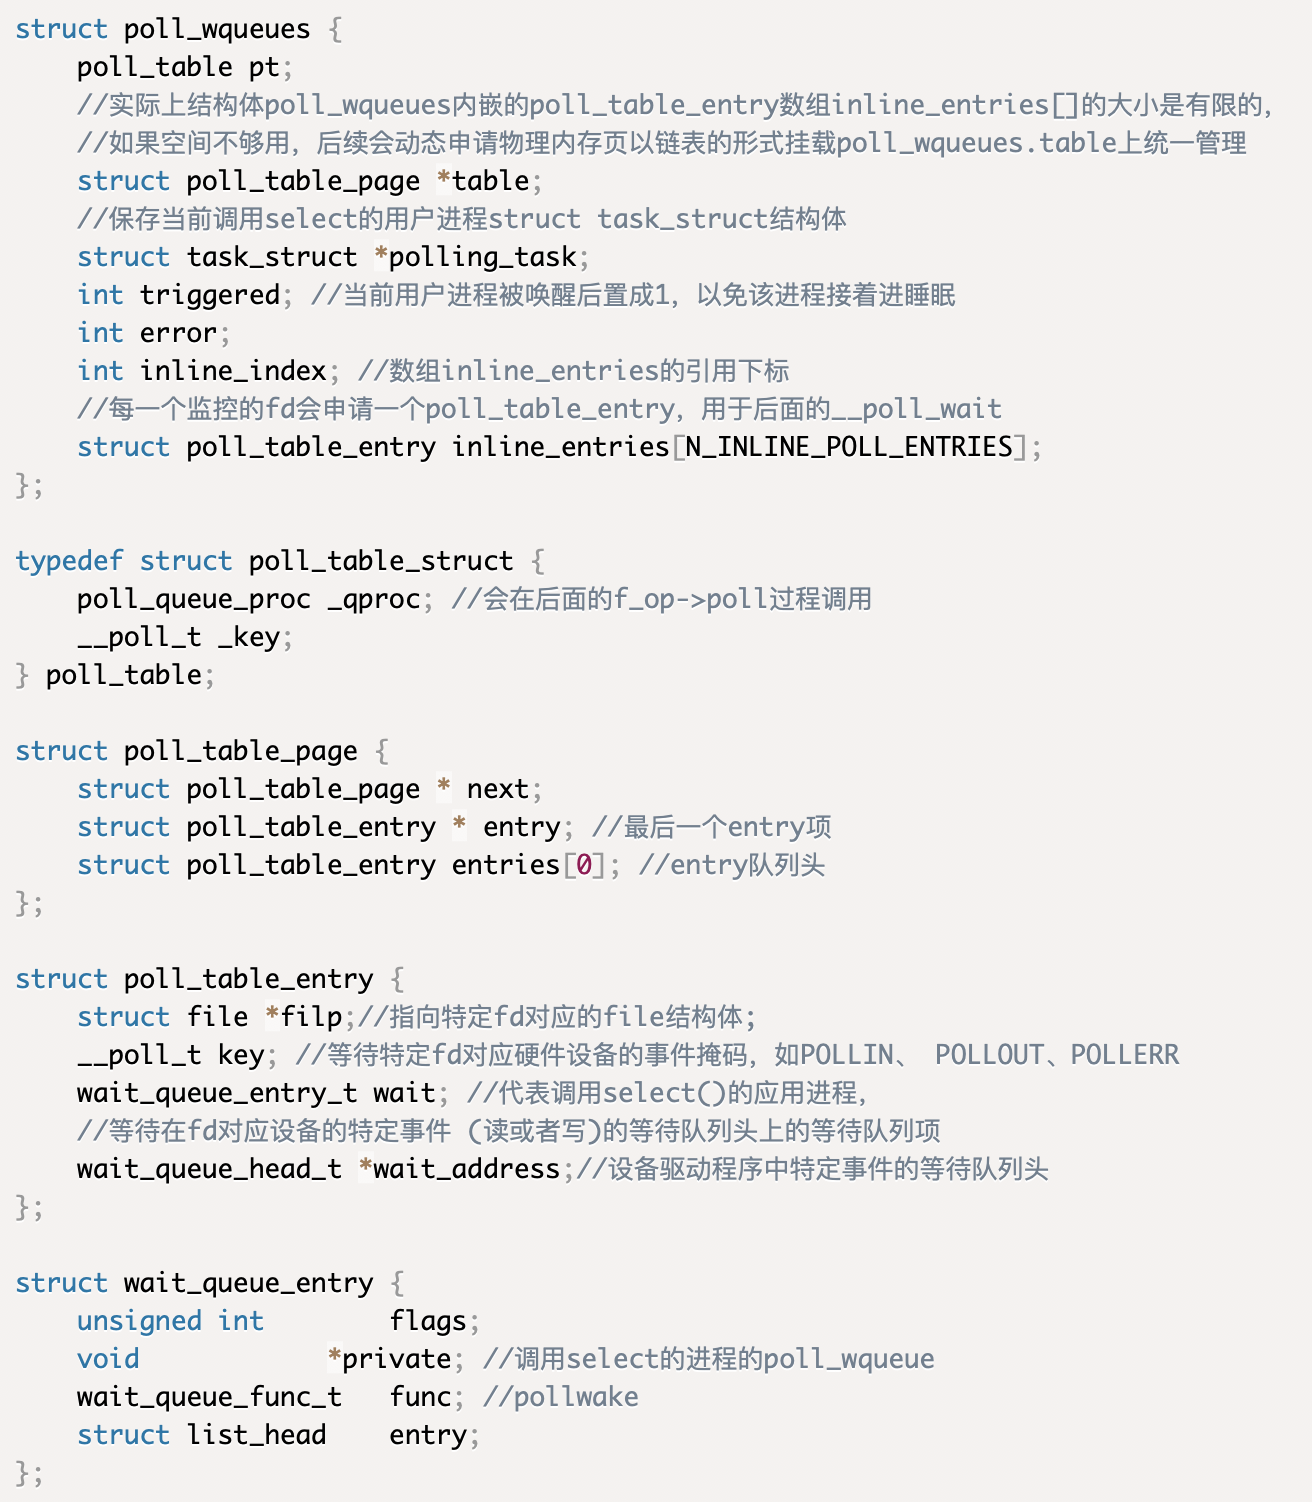 struct poll_wqueues {
    poll_table pt;
    //实际上结构体poll_wqueues内嵌的poll_table_entry数组inline_entries[]的大小是有限的，
    //如果空间不够用，后续会动态申请物理内存页以链表的形式挂载poll_wqueues.table上统一管理
    struct poll_table_page *table;
    //保存当前调用select的用户进程struct task_struct结构体
    struct task_struct *polling_task;
    int triggered; //当前用户进程被唤醒后置成1，以免该进程接着进睡眠
    int error;
    int inline_index; //数组inline_entries的引用下标
    //每一个监控的fd会申请一个poll_table_entry，用于后面的__poll_wait
    struct poll_table_entry inline_entries[N_INLINE_POLL_ENTRIES];
};

typedef struct poll_table_struct {
    poll_queue_proc _qproc; //会在后面的f_op->poll过程调用
    __poll_t _key;
} poll_table;

struct poll_table_page {
    struct poll_table_page * next;
    struct poll_table_entry * entry; //最后一个entry项
    struct poll_table_entry entries[0]; //entry队列头
};

struct poll_table_entry {
    struct file *filp;//指向特定fd对应的file结构体;
    __poll_t key; //等待特定fd对应硬件设备的事件掩码，如POLLIN、 POLLOUT、POLLERR
    wait_queue_entry_t wait; //代表调用select()的应用进程，
    //等待在fd对应设备的特定事件 (读或者写)的等待队列头上的等待队列项
    wait_queue_head_t *wait_address;//设备驱动程序中特定事件的等待队列头
};

struct wait_queue_entry {
    unsigned int        flags;
    void            *private; //调用select的进程的poll_wqueue
    wait_queue_func_t   func; //pollwake
    struct list_head    entry;
};